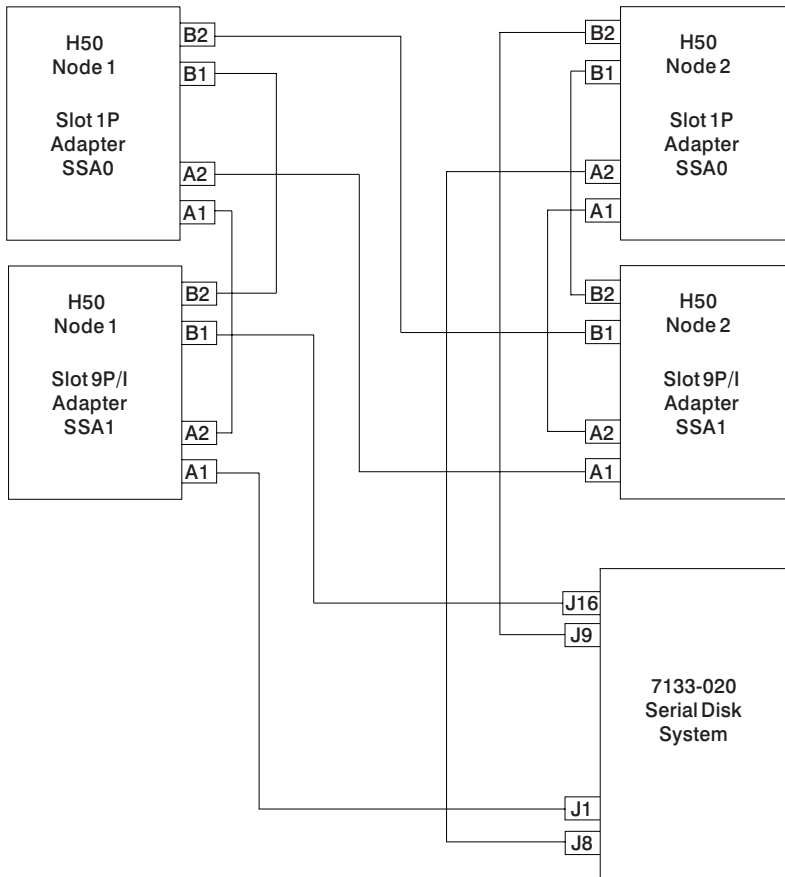 H50
Node 1
Slot 1P
Adapter
SSA0
B2
B1
A2
A1
H50
Node 1
Slot 9P/I
Adapter
SSA1
B2
B1
A2
A1
B2
B1
A2
A1
H50
Node 2
Slot 1P
Adapter
SSA0
B2
B1
A2
A1
H50
Node 2
Slot 9P/I
Adapter
SSA1
J16
J9
J1
J8
7133-020
Serial Disk
System